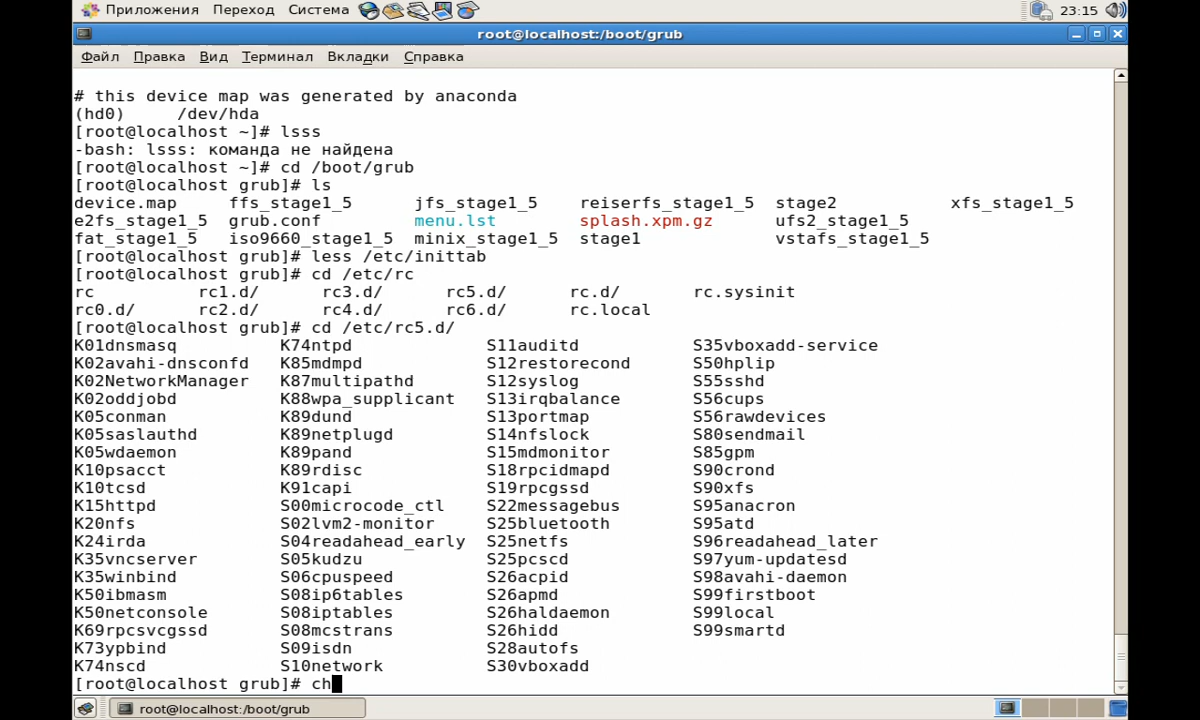 Приложения Переход Система 23:15
root@localhost:/boot/grub
Файл Правка Вид Терминал Вкладки Справка
# this device map was generated by anaconda
(hd0) /dev/hda
[root@localhost ~]# lsss
-bash: lsss: команда не найдена
[root@localhost ~]# cd /boot/grub
[root@localhost grub]# ls
device.map ffs_stage1_5 jfs_stage1_5 reiserfs_stage1_5 stage2 xfs_stage1_5
e2fs_stage1_5 grub.conf menu.lst splash.xpm.gz ufs2_stage1_5
fat_stage1_5 iso9660_stage1_5 minix_stage1_5 stage1 vstafs_stage1_5
[root@localhost grub]# less /etc/inittab
[root@localhost grub]# cd /etc/rc
rc rc1.d/ rc3.d/ rc5.d/ rc.d/ rc.sysinit
rc0.d/ rc2.d/ rc4.d/ rc6.d/ rc.local
[root@localhost grub]# cd /etc/rc5.d/
K01dnsmasq K74ntpd S11auditd S35vboxadd-service
K02avahi-dnsconfd K85mdmpd S12restorecond S50hplip
K02NetworkManager K87multipathd S12syslog S55sshd
K02oddjobd K88wpa_supplicant S13irqbalance S56cups
K05conman K89dund S13portmap S56rawdevices
K05saslauthd K89netplugd S14nfslock S80sendmail
K05wdaemon K89pand S15mdmonitor S85gpm
K10psacct K89rdisc S18rpcidmapd S90crond
K10tcsd K91capi S19rpcgssd S90xfs
K15httpd S00microcode_ctl S22messagebus S95anacron
K20nfs S02lvm2-monitor S25bluetooth S95atd
K24irda S04readahead_early S25netfs S96readahead_later
K35vncserver S05kudzu S25pcscd S97yum-updatesd
K35winbind S06cpuspeed S26acpid S98avahi-daemon
K50ibmasm S08ip6tables S26apmd S99firstboot
K50netconsole S08iptables S26haldaemon S99local
K69rpcsvcgssd S08mcstrans S26hidd S99smartd
K73ypbind S09isdn S28autofs
K74nscd S10network S30vboxadd
[root@localhost grub]# ch
root@localhost:/boot/grub